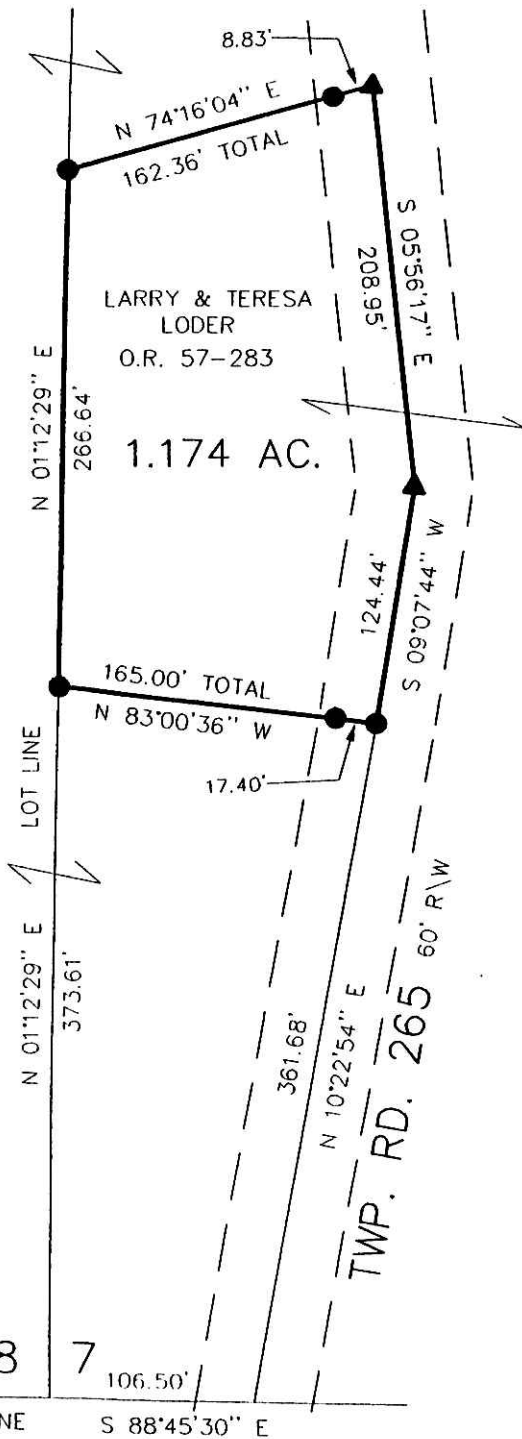 8.83'
N 74°16'04" E
162.36' TOTAL
S 05°56'17" E
208.95'
LARRY & TERESA
LODER
O.R. 57-283
N 01°12'29" E
266.64'
1.174 AC.
124.44'
S 09°07'44" W
165.00' TOTAL
N 83°00'36" W
17.40'
LOT LINE
N 01°12'29" E
373.61'
361.68'
N 10°22'54" E
TWP. RD. 265 60' R\W
8 7
106.50'
NE
S 88°45'30" E